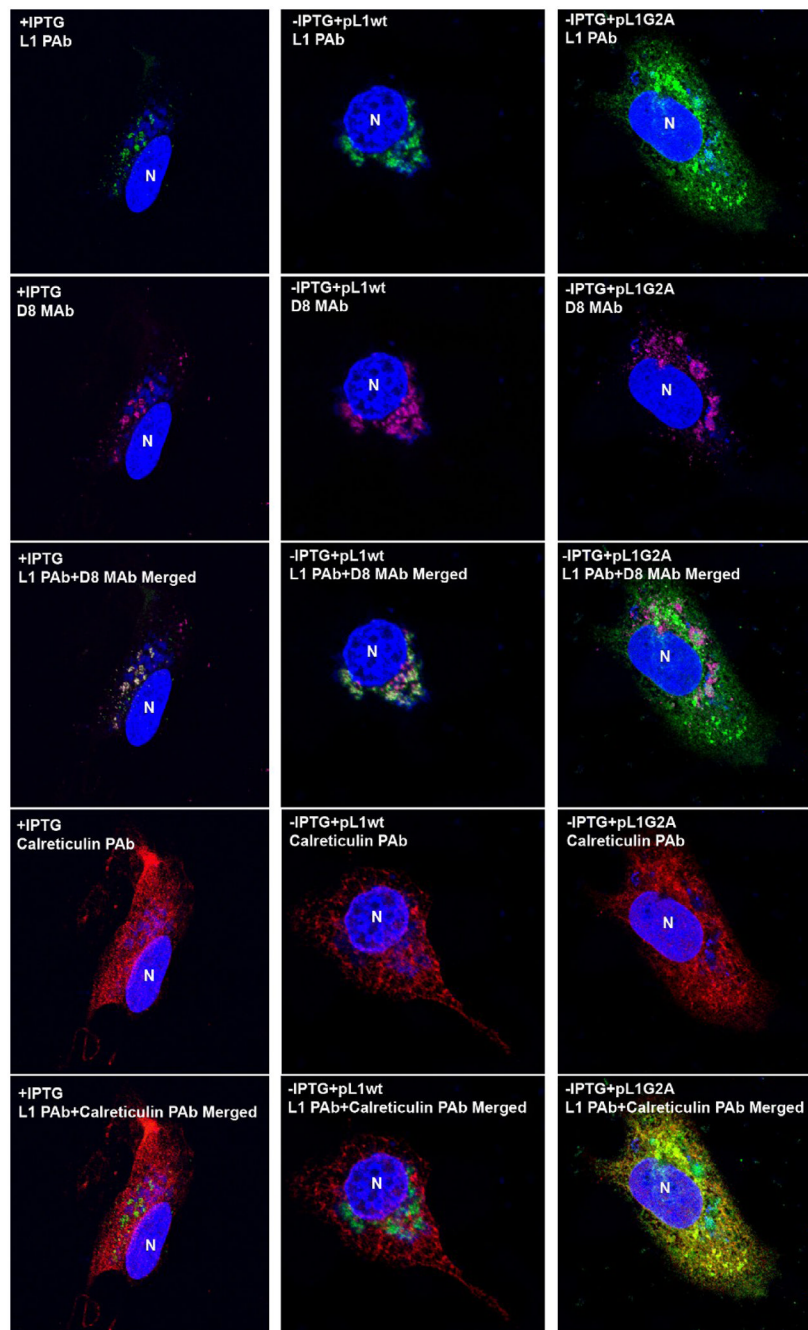 +IPTG
L1 PAb
N
-IPTG+pL1wt
L1 PAb
N
-IPTG+pL1G2A
L1 PAb
N
+IPTG
D8 MAb
N
-IPTG+pL1wt
D8 MAb
N
-IPTG+pL1G2A
D8 MAb
N
+IPTG
L1 PAb+D8 MAb Merged
N
-IPTG+pL1wt
L1 PAb+D8 MAb Merged
N
-IPTG+pL1G2A
L1 PAb+D8 MAb Merged
N
+IPTG
Calreticulin PAb
N
-IPTG+pL1wt
Calreticulin PAb
N
-IPTG+pL1G2A
Calreticulin PAb
N
+IPTG
L1 PAb+Calreticulin PAb Merged
N
-IPTG+pL1wt
L1 PAb+Calreticulin PAb Merged
N
-IPTG+pL1G2A
L1 PAb+Calreticulin PAb Merged
N